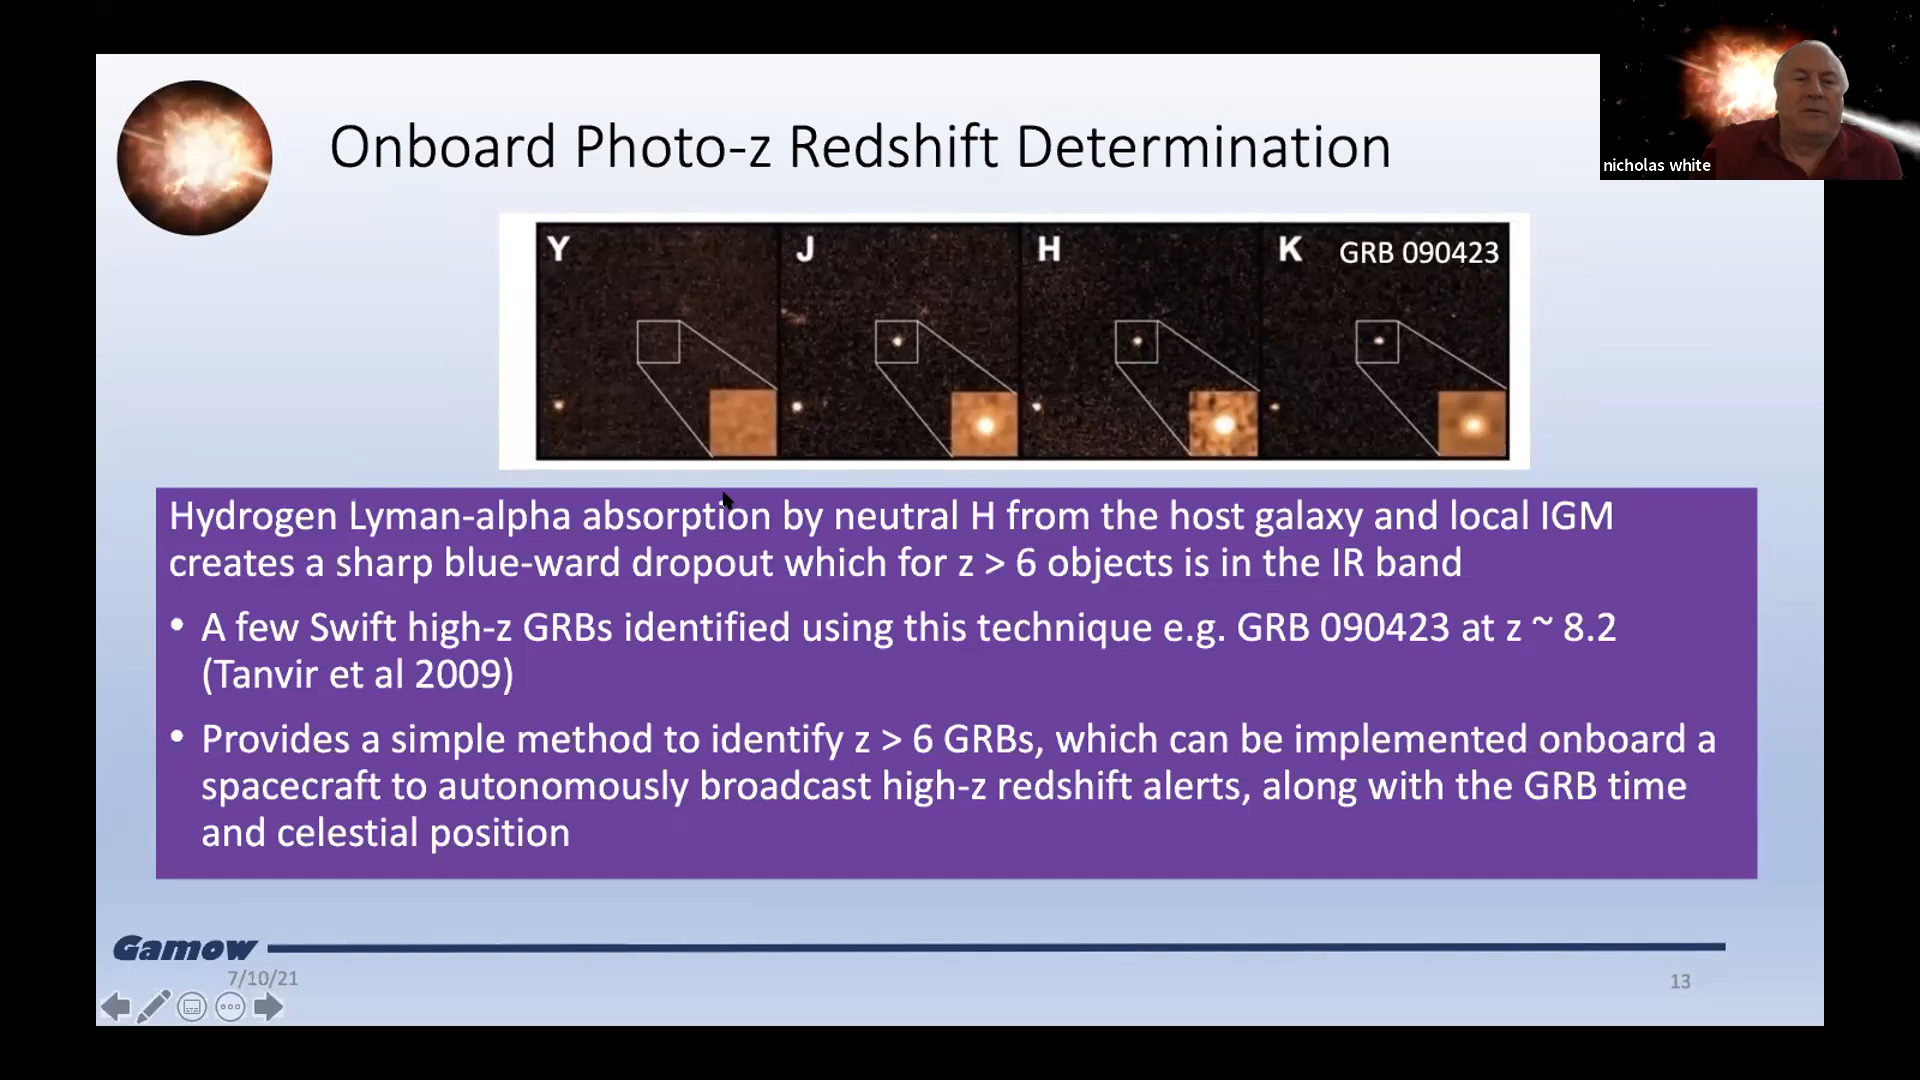 Onboard Photo-z Redshift Determination
nicholas white
Y
J
H
K
GRB 090423
Hydrogen Lyman-alpha absorption by neutral H from the host galaxy and local IGM
creates a sharp blue-ward dropout which for z > 6 objects is in the IR band
• A few Swift high-z GRBs identified using this technique e.g. GRB 090423 at z ~ 8.2
(Tanvir et al 2009)
• Provides a simple method to identify z > 6 GRBs, which can be implemented onboard a
spacecraft to autonomously broadcast high-z redshift alerts, along with the GRB time
and celestial position
Gamow
7/10/21
13